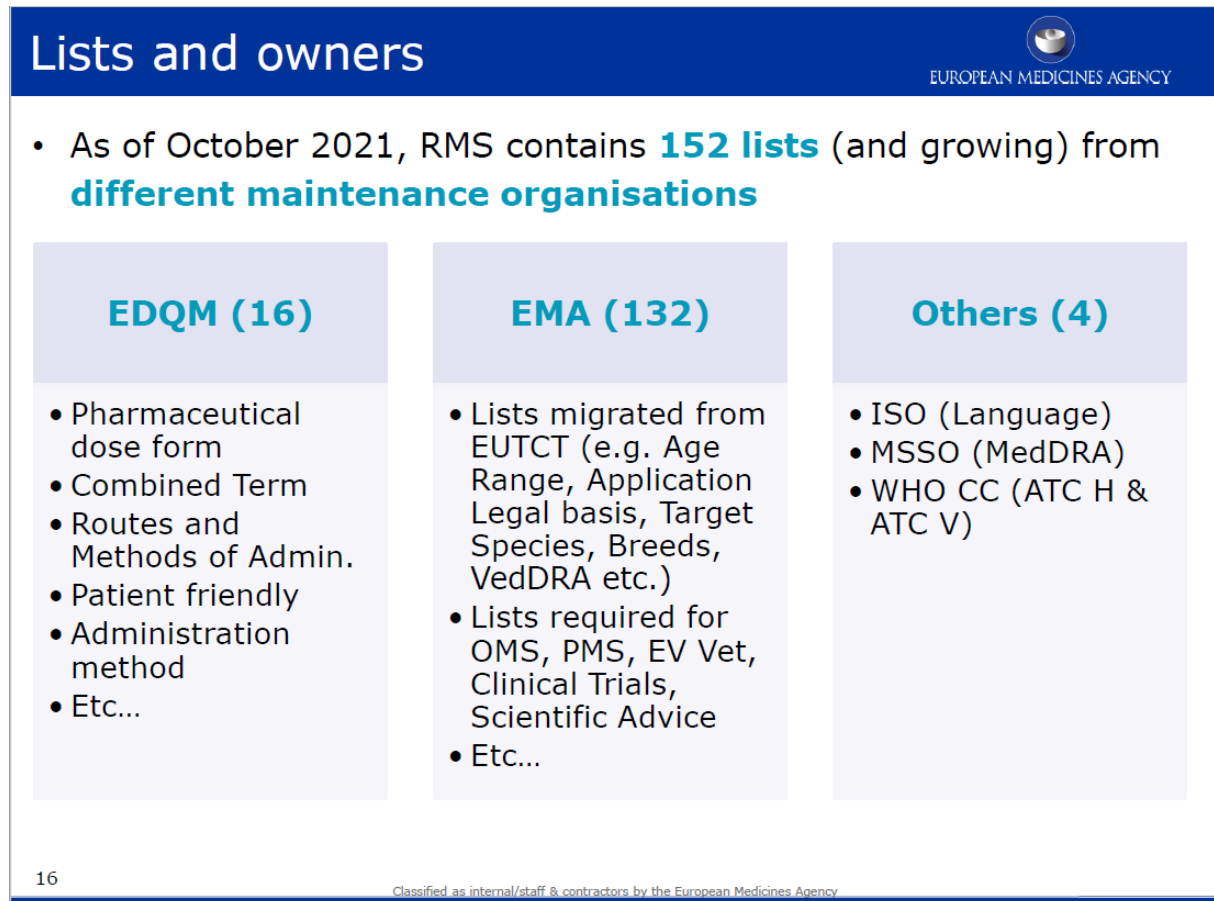 Lists and owners
EUROPEAN MEDICINES AGENCY
• As of October 2021, RMS contains 152 lists (and growing) from
different maintenance organisations
EDQM (16)
• Pharmaceutical
dose form
• Combined Term
• Routes and
Methods of Admin.
• Patient friendly
• Administration
method
• Etc…
EMA (132)
• Lists migrated from
EUTCT (e.g. Age
Range, Application
Legal basis, Target
Species, Breeds,
VedDRA etc.)
• Lists required for
OMS, PMS, EV Vet,
Clinical Trials,
Scientific Advice
• Etc…
Others (4)
• ISO (Language)
• MSSO (MedDRA)
• WHO CC (ATC H &
ATC V)
16
Classified as internal/staff & contractors by the European Medicines Agency